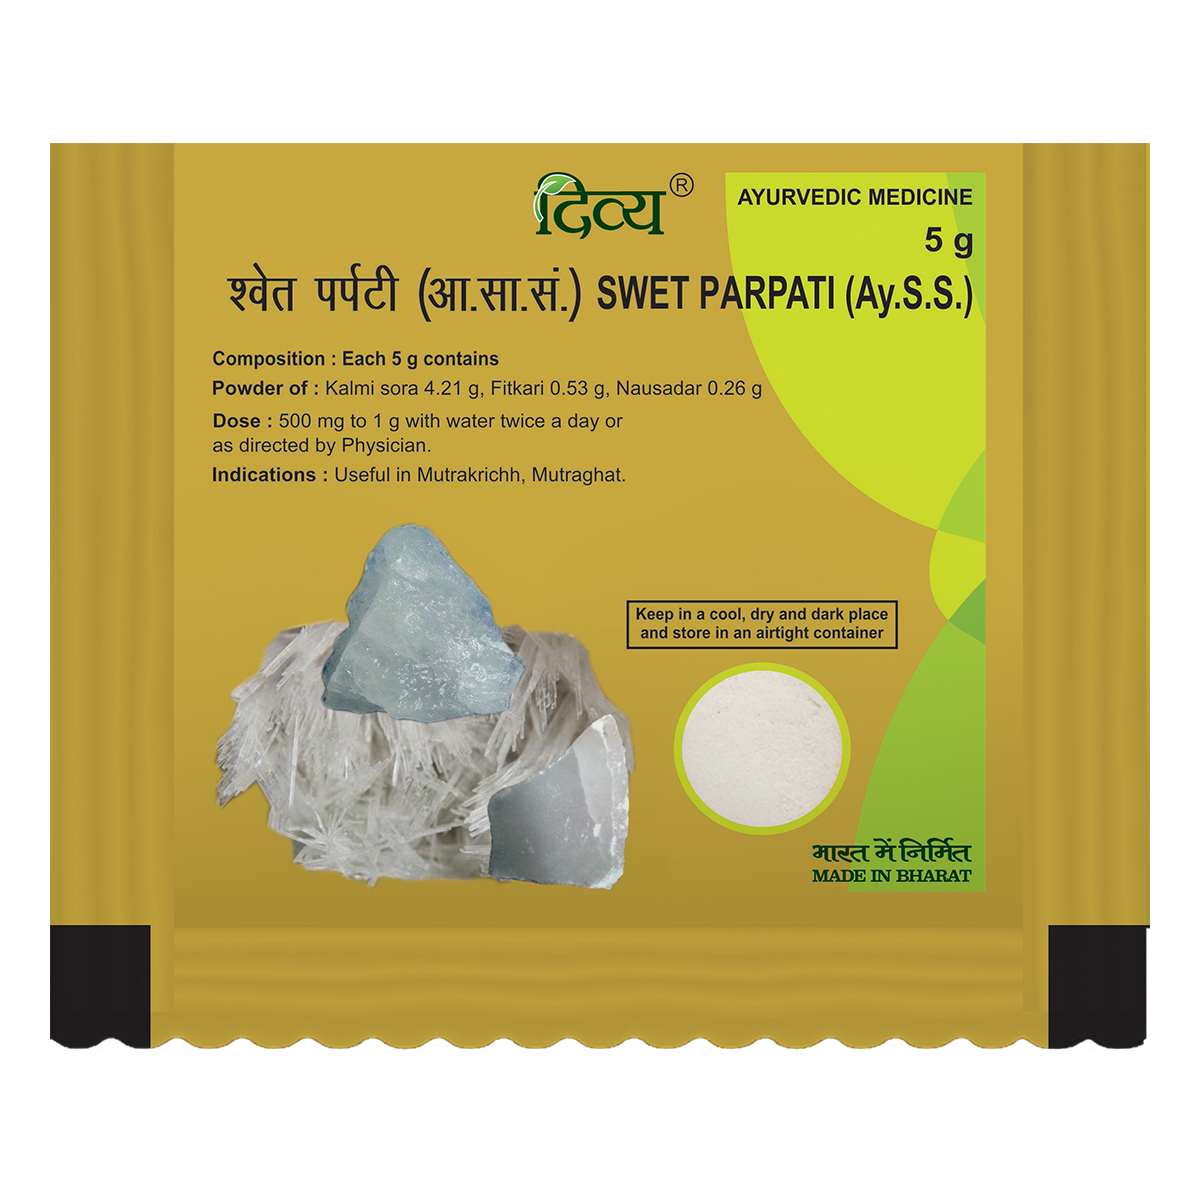 दिव्य®
AYURVEDIC MEDICINE
5 g
श्वेत पर्पटी (आ.सा.सं.) SWET PARPATI (Ay.S.S.)
Composition : Each 5 g contains
Powder of : Kalmi sora 4.21 g, Fitkari 0.53 g, Nausadar 0.26 g
Dose : 500 mg to 1 g with water twice a day or
as directed by Physician.
Indications : Useful in Mutrakrichh, Mutraghat.
Keep in a cool, dry and dark place
and store in an airtight container
भारत में निर्मित
MADE IN BHARAT